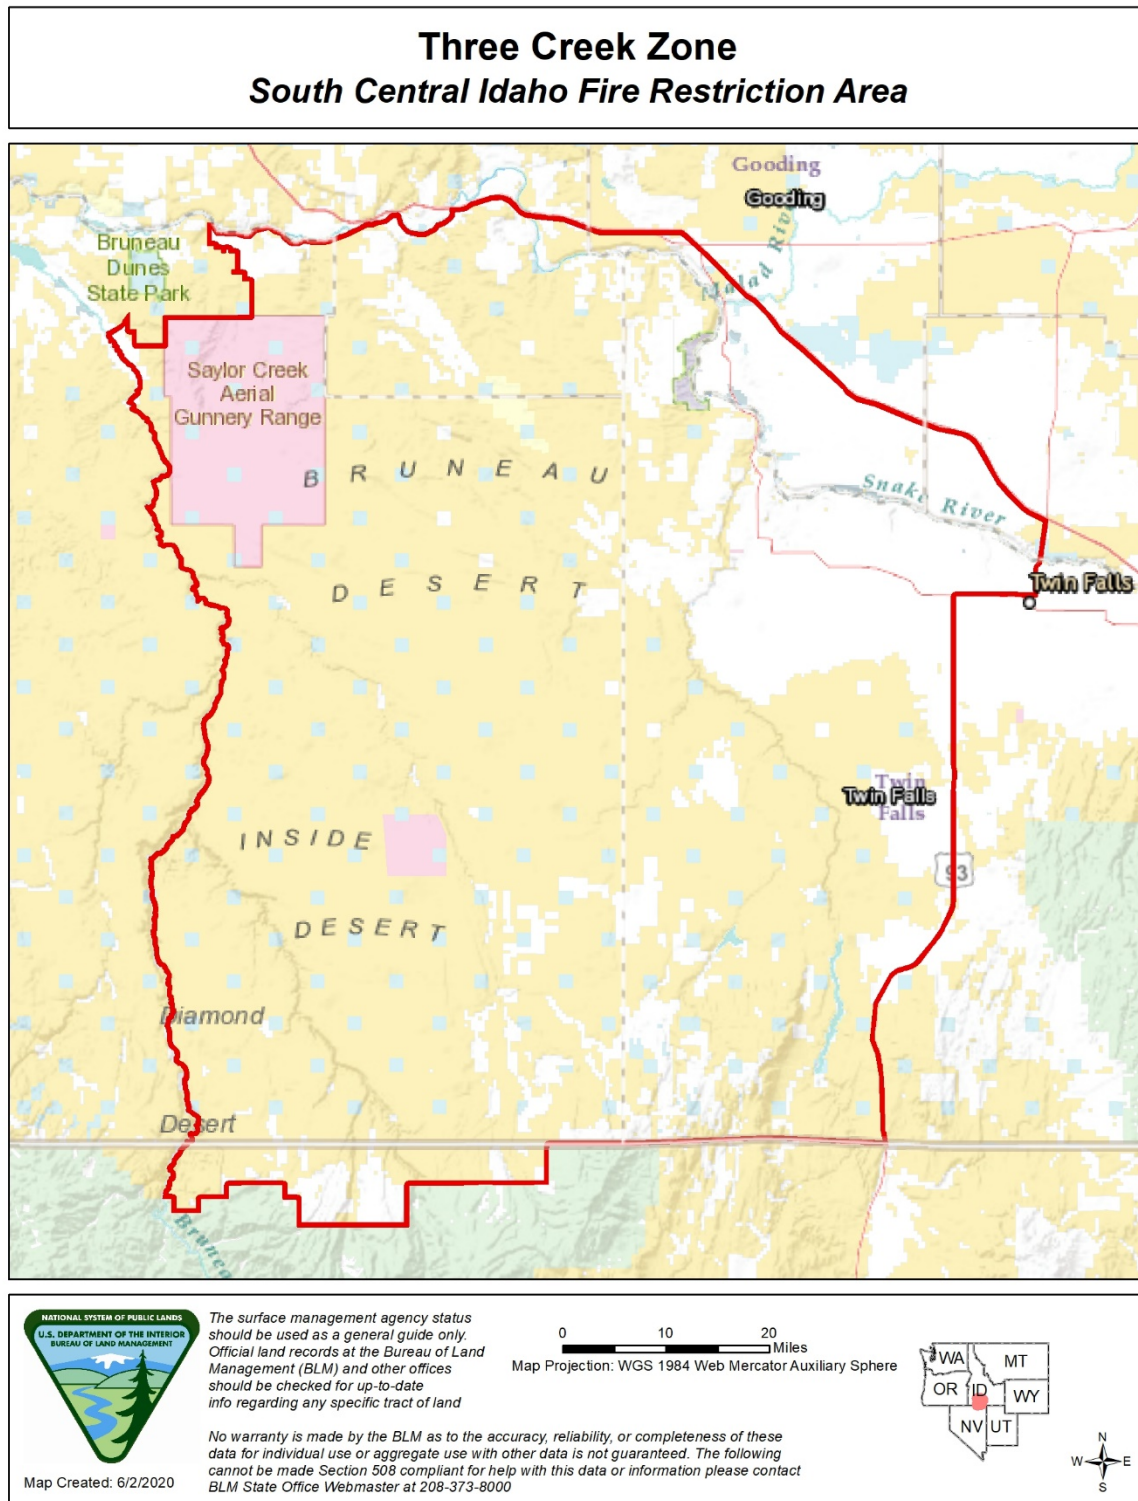 Three Creek Zone
South Central Idaho Fire Restriction Area
Gooding
Gooding
Malad River
Bruneau
Dunes
State Park
Saylor Creek
Aerial
Gunnery Range
BRUNEAU
Snake River
DESERT
Twin Falls
Twin
Falls
Twin Falls
INSIDE
93
DESERT
Diamond
Desert
Brunea
NATIONAL SYSTEM OF PUBLIC LANDS
U.S. DEPARTMENT OF THE INTERIOR
BUREAU OF LAND MANAGEMENT
Map Created: 6/2/2020
The surface management agency status
should be used as a general guide only.
Official land records at the Bureau of Land
Management (BLM) and other offices
should be checked for up-to-date
info regarding any specific tract of land
No warranty is made by the BLM as to the accuracy, reliability, or completeness of these
data for individual use or aggregate use with other data is not guaranteed. The following
cannot be made Section 508 compliant for help with this data or information please contact
BLM State Office Webmaster at 208-373-8000
0 10 20
Miles
Map Projection: WGS 1984 Web Mercator Auxiliary Sphere
WA
MT
OR
ID
WY
NV
UT
N
W
E
S